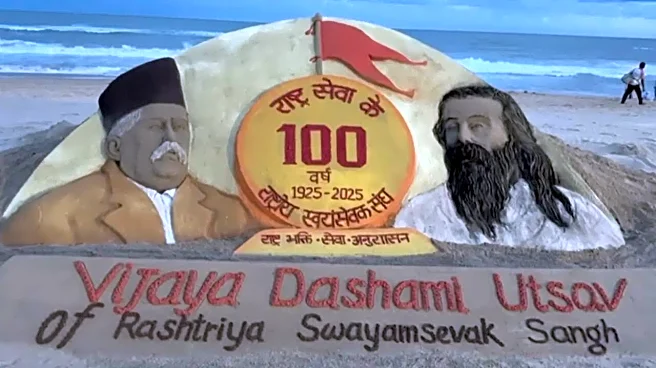 राष्ट्र सेवा के
100
वर्ष
1925-2025
राष्ट्रीय स्वयंसेवक संघ
राष्ट्र भक्ति · सेवा · अनुशासन
Vijaya Dashami Utsav
Of Rashtriya Swayamsevak Sangh